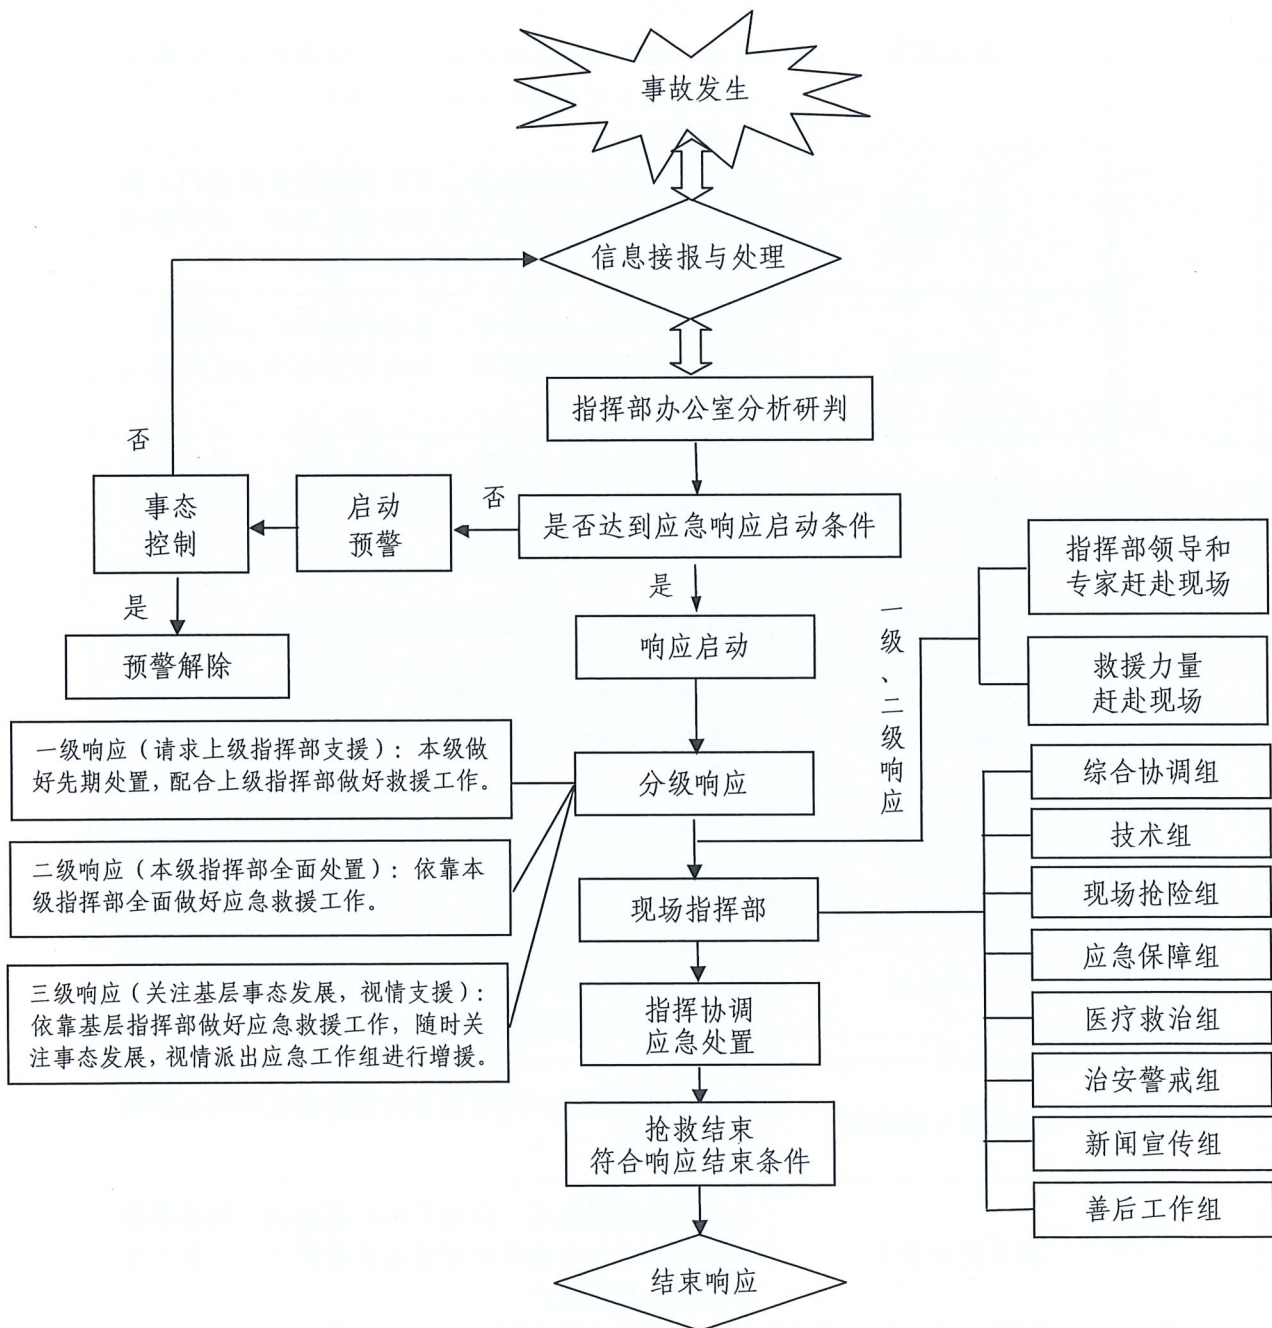 事故发生
信息接报与处理
指挥部办公室分析研判
否
事态
控制
启动
预警
否
是否达到应急响应启动条件
指挥部领导和
专家赶赴现场
是
是
预警解除
响应启动
一级、二级响应
救援力量
赶赴现场
一级响应（请求上级指挥部支援）：本级做
好先期处置，配合上级指挥部做好救援工作。
分级响应
综合协调组
技术组
二级响应（本级指挥部全面处置）：依靠本
级指挥部全面做好应急救援工作。
现场指挥部
现场抢险组
应急保障组
三级响应（关注基层事态发展，视情支援）：
依靠基层指挥部做好应急救援工作，随时关
注事态发展，视情派出应急工作组进行增援。
指挥协调
应急处置
医疗救治组
治安警戒组
抢救结束
符合响应结束条件
新闻宣传组
善后工作组
结束响应